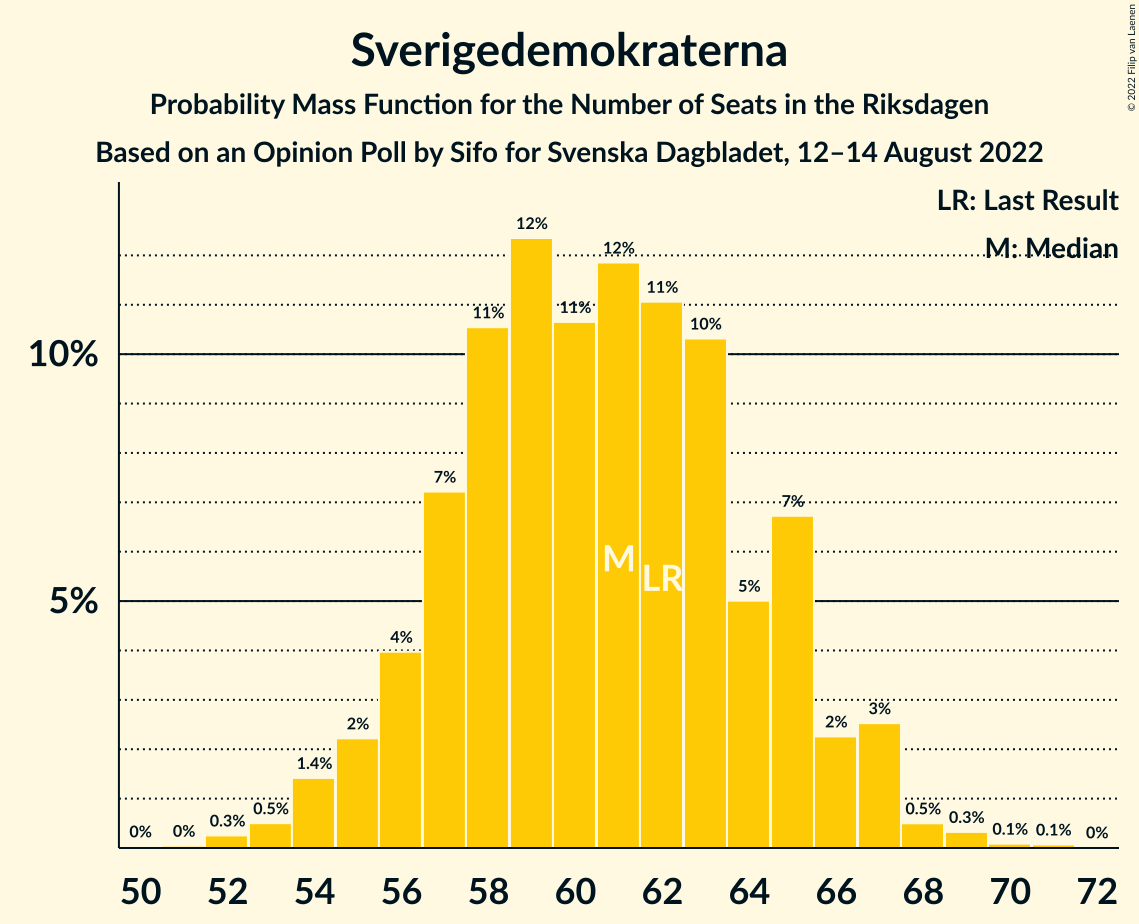 Sverigedemokraterna
Probability Mass Function for the Number of Seats in the Riksdagen
Based on an Opinion Poll by Sifo for Svenska Dagbladet, 12–14 August 2022
© 2022 Filip van Laenen
LR: Last Result
M: Median
10%
5%
0% 0% 0.3% 0.5% 1.4% 2% 4% 7% 11% 12% 11% 12% 11% 10% 5% 7% 2% 3% 0.5% 0.3% 0.1% 0.1% 0%
M LR
50 52 54 56 58 60 62 64 66 68 70 72